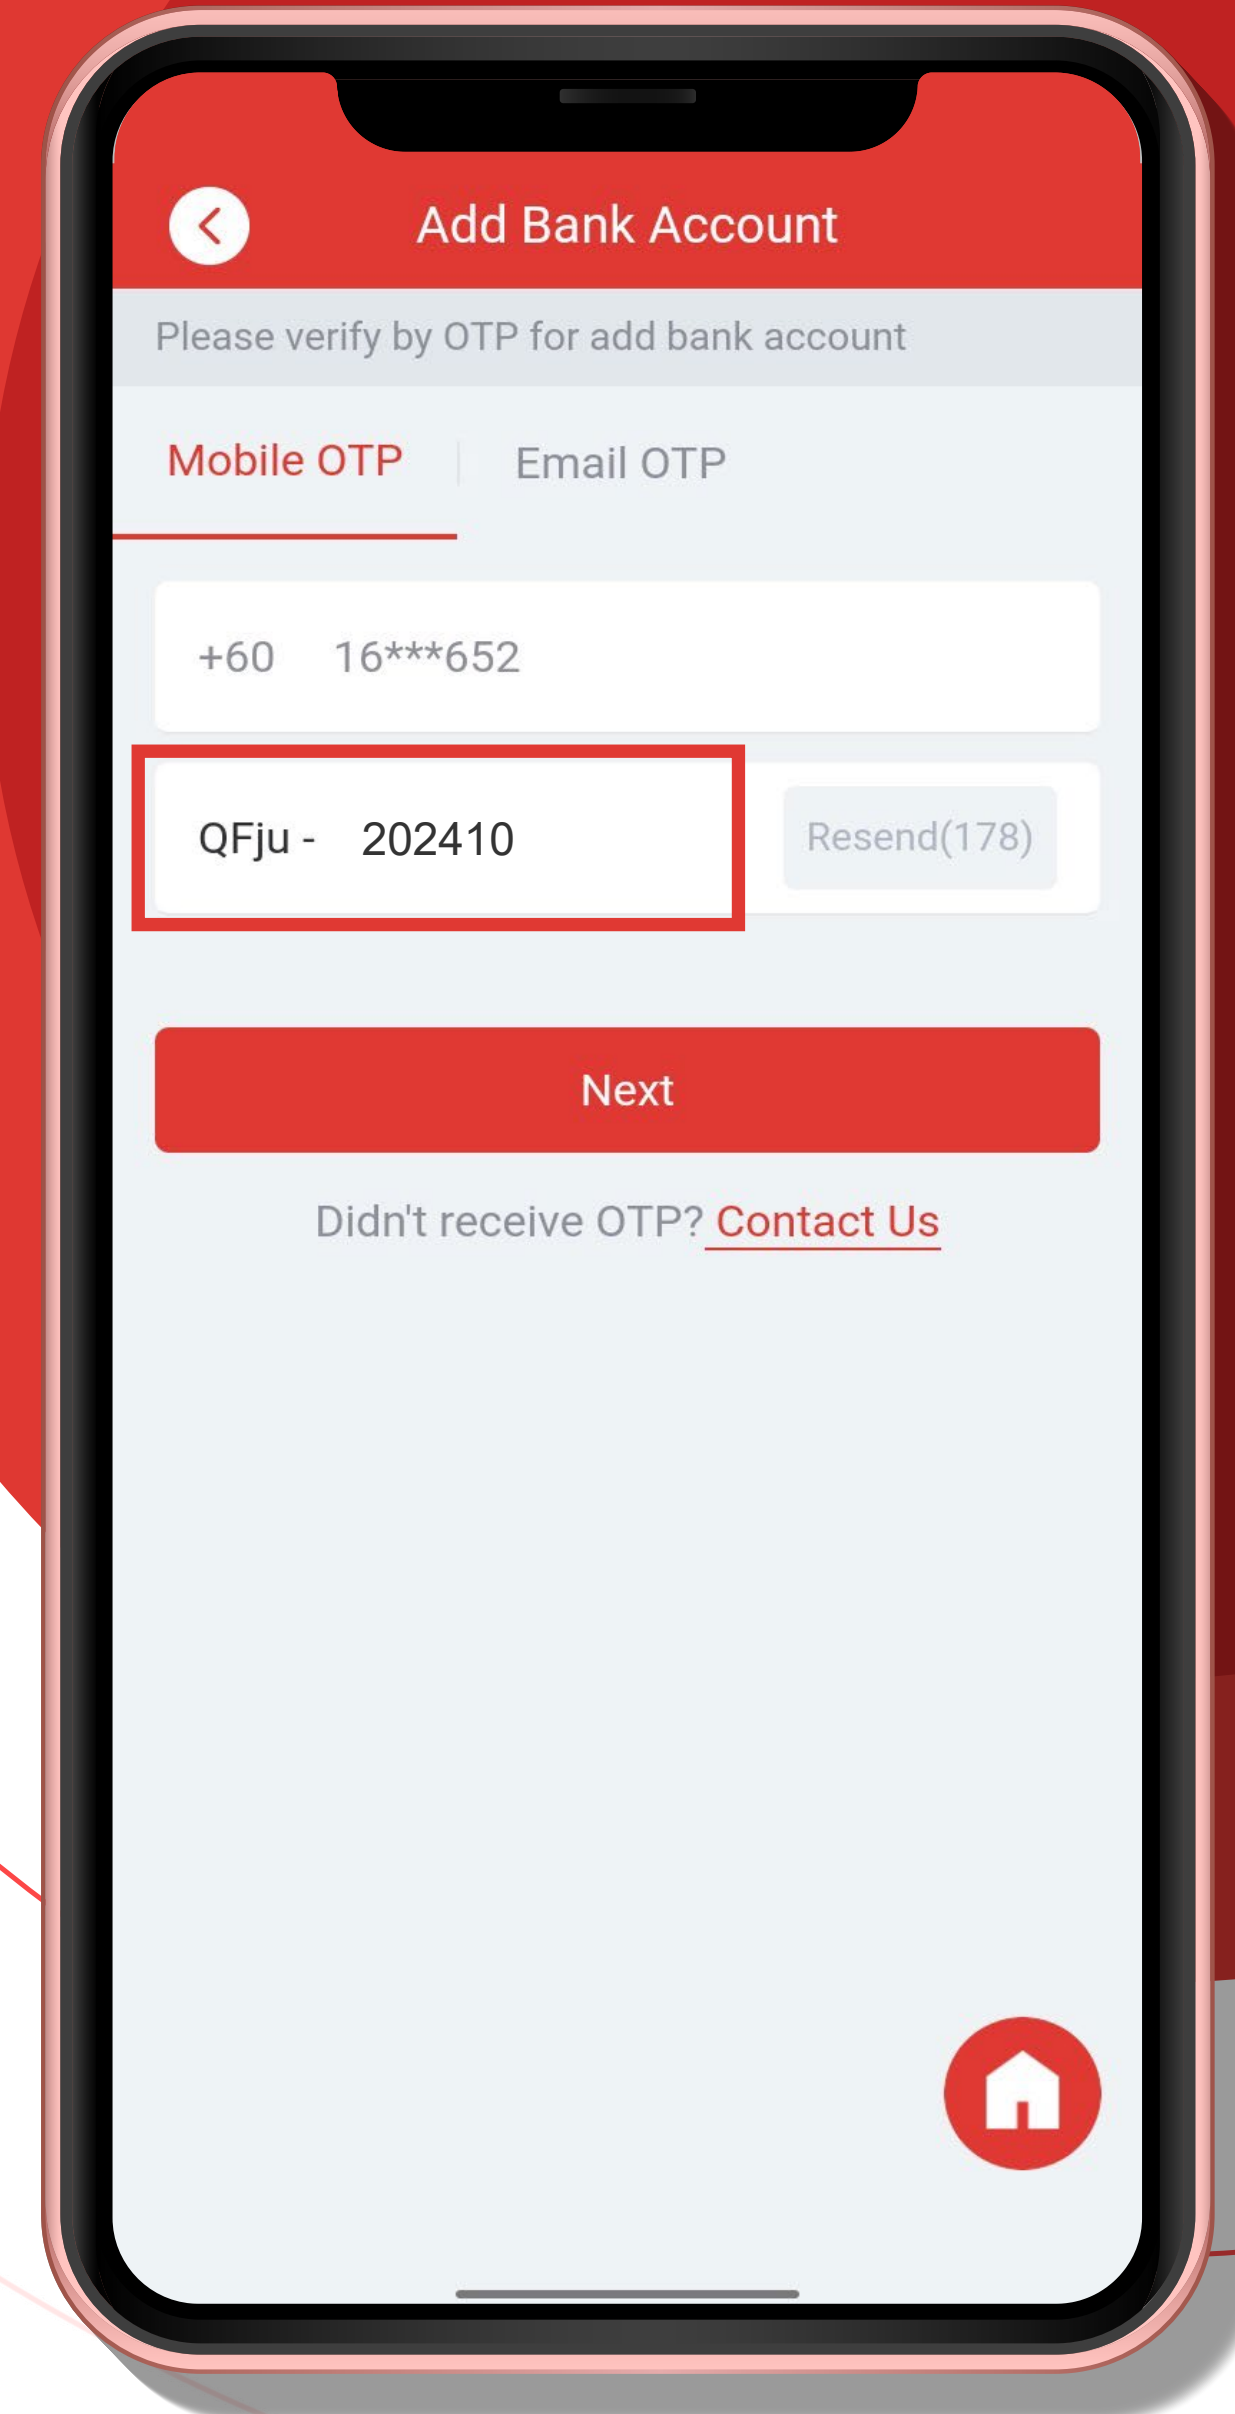 Add Bank Account
Please verify by OTP for add bank account
Mobile OTP Email OTP
+60 16***652
QFju - 202410 Resend(178)
Next
Didn't receive OTP? Contact Us